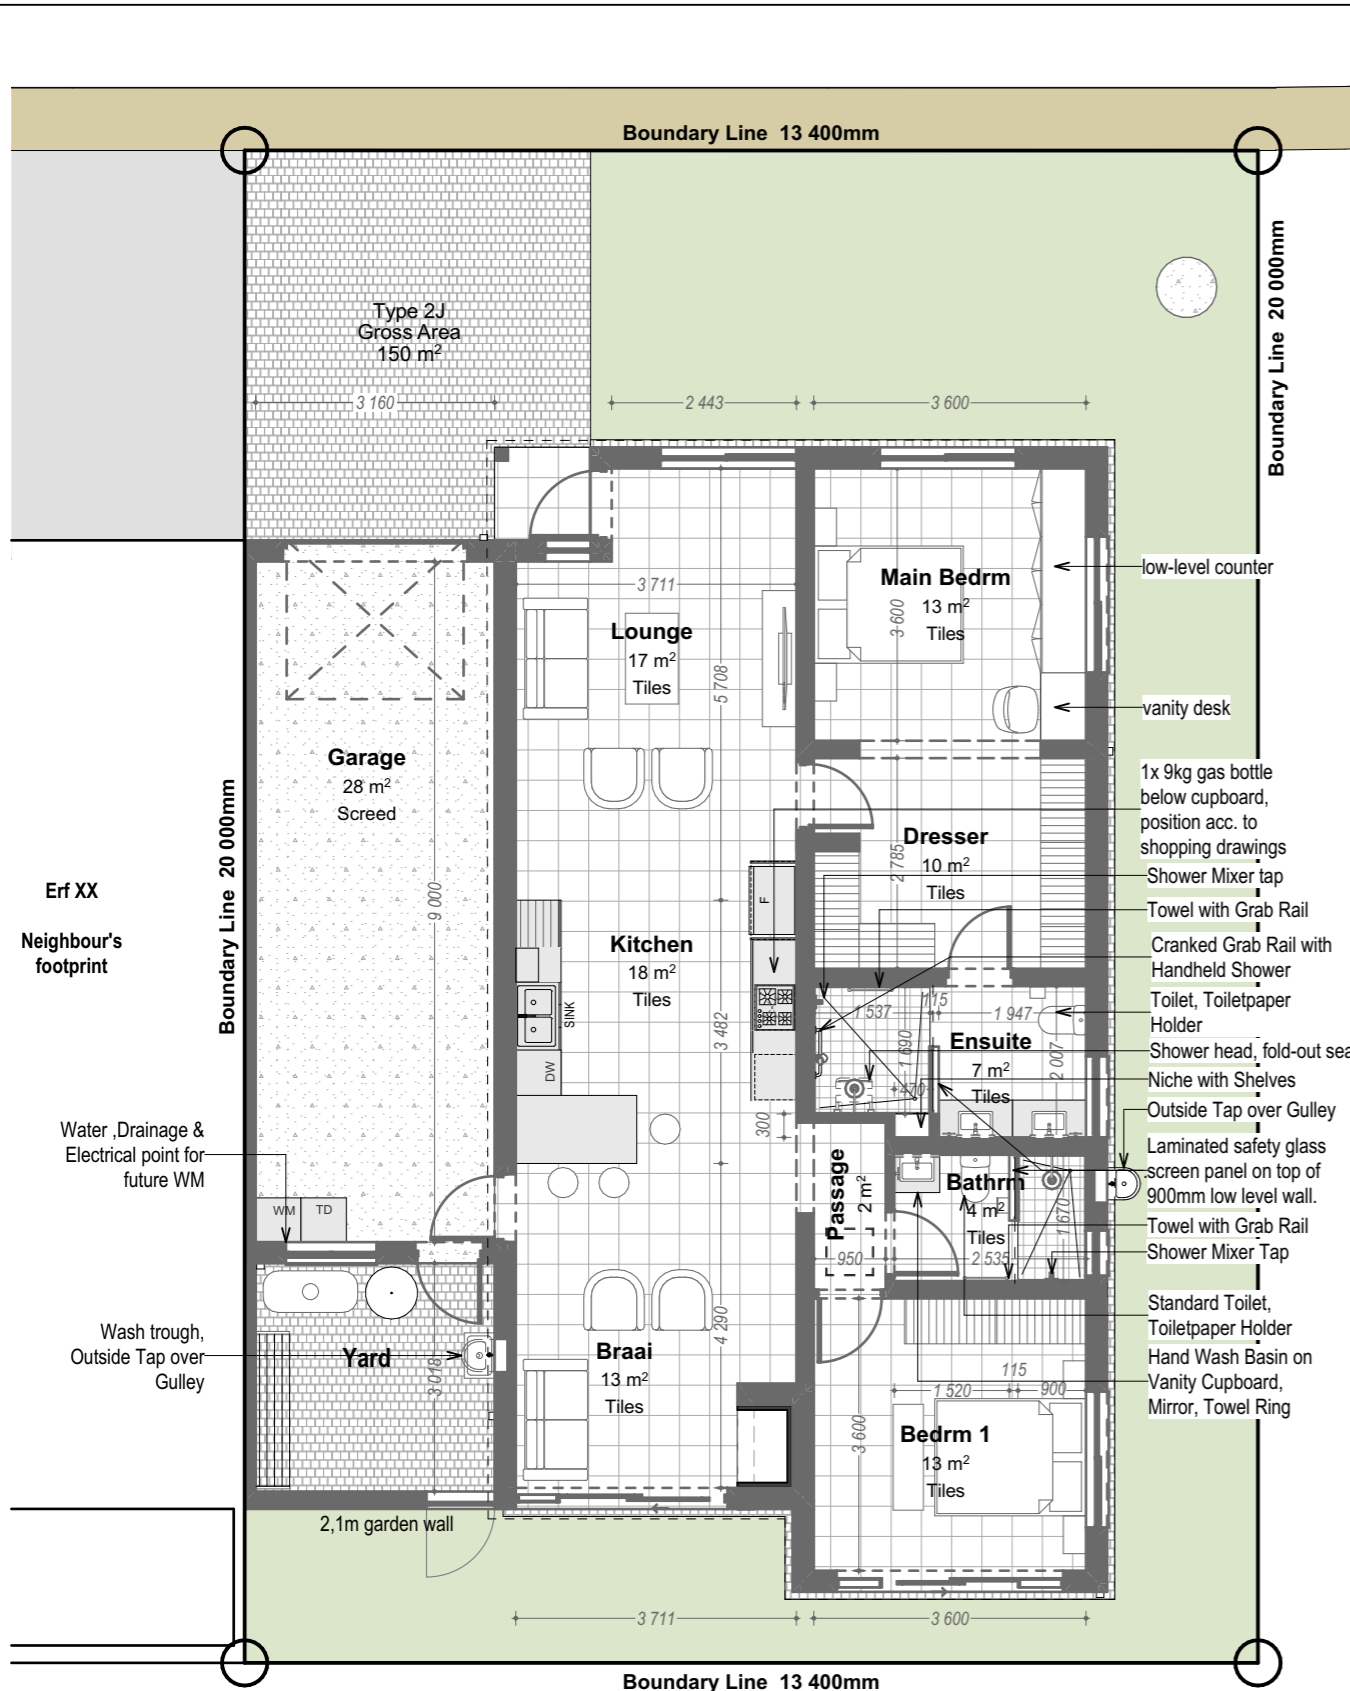 Boundary Line 13 400mm
Type 2J
Gross Area
150 m²
3 160
2 443
3 600
Boundary Line 20 000mm
3 711
Lounge
17 m²
Tiles
5 708
Main Bedrm
13 m²
Tiles
3 600
low-level counter
vanity desk
Garage
28 m²
Screed
9 000
Boundary Line 20 000mm
Erf XX
Neighbour's
footprint
1x 9kg gas bottle
below cupboard,
position acc. to
shopping drawings
Dresser
10 m²
Tiles
2 785
F
Kitchen
18 m²
Tiles
3 482
SINK
DW
Shower Mixer tap
Towel with Grab Rail
Cranked Grab Rail with
Handheld Shower
Toilet, Toiletpaper
Holder
Shower head, fold-out sea
Niche with Shelves
Outside Tap over Gulley
1 537
115
1 947
1 690
Ensuite
7 m²
Tiles
2 007
470
300
Laminated safety glass
screen panel on top of
900mm low level wall.
Towel with Grab Rail
Shower Mixer Tap
Water ,Drainage &
Electrical point for
future WM
WM
TD
Passage
2 m²
950
Bathrm
4 m²
Tiles
2 535
1 670
Standard Toilet,
Toiletpaper Holder
Hand Wash Basin on
Vanity Cupboard,
Mirror, Towel Ring
Wash trough,
Outside Tap over
Gulley
Yard
3 018
Braai
13 m²
Tiles
4 290
115
1 520
900
Bedrm 1
13 m²
Tiles
3 600
2,1m garden wall
3 711
3 600
Boundary Line 13 400mm